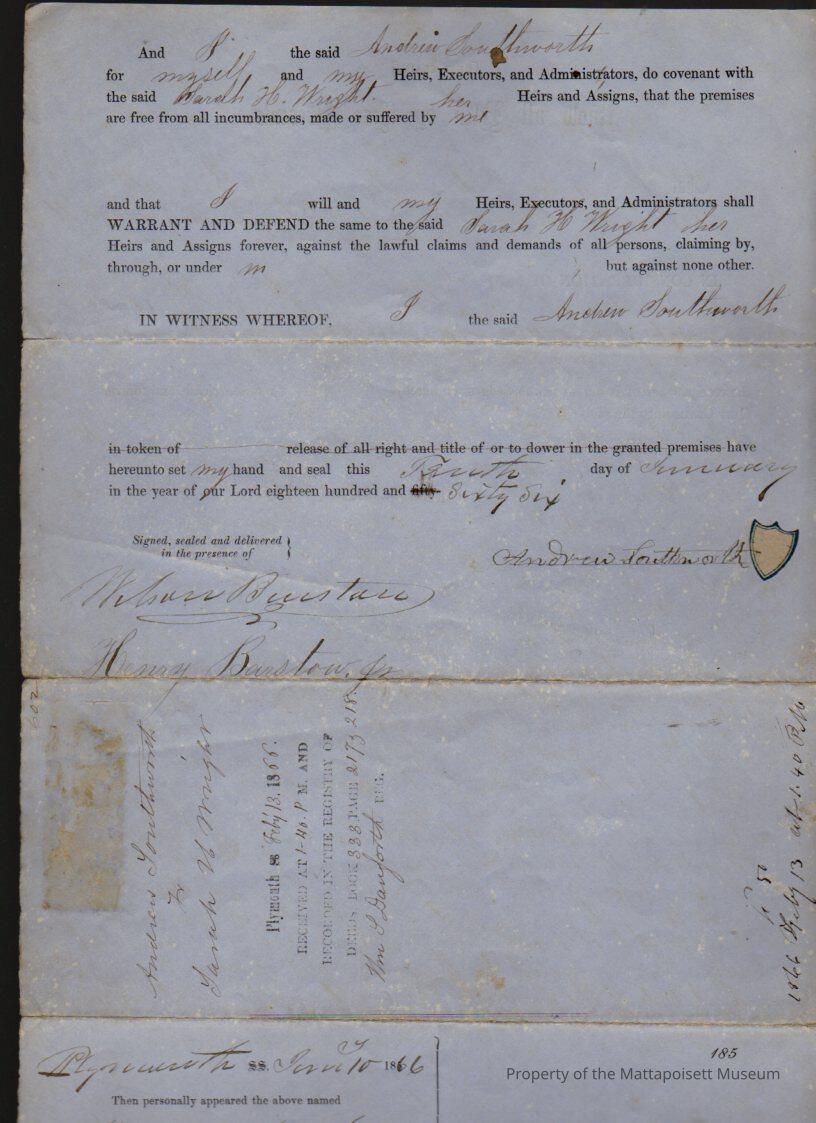 And I the said Andrew Southworth
for myself and my Heirs, Executors, and Administrators, do covenant with
the said Sarah H. Wright. her Heirs and Assigns, that the premises
are free from all incumbrances, made or suffered by me
and that I will and my Heirs, Executors, and Administrators shall
WARRANT AND DEFEND the same to the said Sarah H Wright her
Heirs and Assigns forever, against the lawful claims and demands of all persons, claiming by,
through, or under m but against none other.
IN WITNESS WHEREOF, I the said Andrew Southworth
in token of release of all right and title of or to dower in the granted premises have
hereunto set my hand and seal this Tenth day of January
in the year of our Lord eighteen hundred and fifty- Sixty Six
Signed, sealed and delivered
in the presence of
Andrew Southworth
Wilson Barstow
Henry Barstow. Jr
602
Andrew Southworth
To
Sarah H Wright
Plymouth ss Feby 13. 1866.
RECEIVED AT 1-40. P M. AND
RECORDED IN THE REGISTRY OF
DEEDS BOOK 333 PAGE 217 3 218.
Wm S Danforth REG.
50
1866 Feby 13 at 1.40 P.M
Plymouth SS. Jany 10 1866
Then personally appeared the above named
185
Property of the Mattapoisett Museum